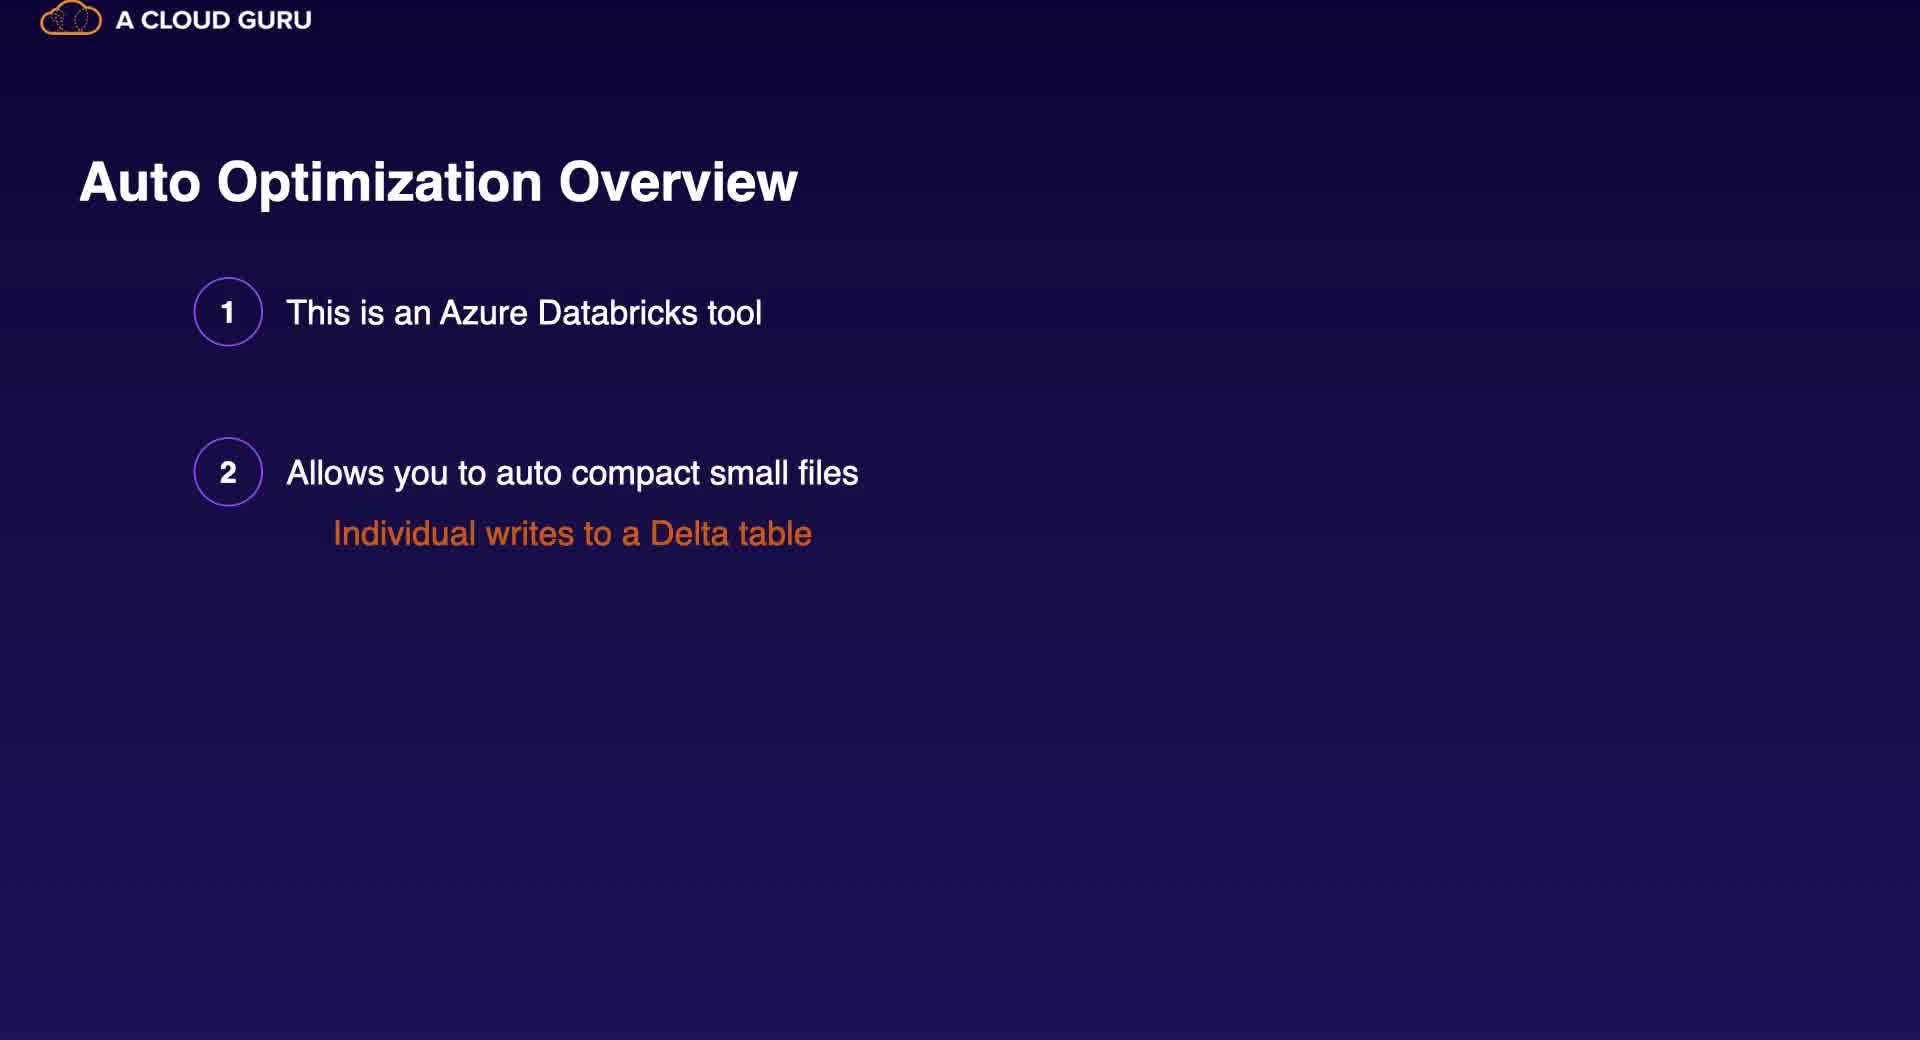 A CLOUD GURU
Auto Optimization Overview
1 This is an Azure Databricks tool
2 Allows you to auto compact small files
Individual writes to a Delta table